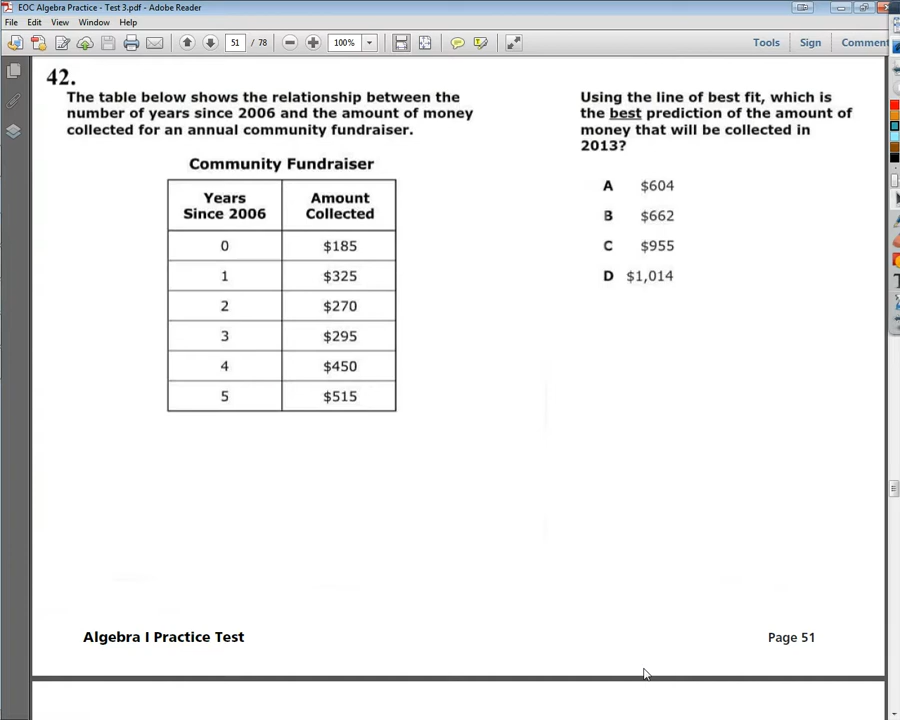 EOC Algebra Practice - Test 3.pdf - Adobe Reader
File Edit View Window Help
51 / 78 100% Tools Sign Comment
42.
The table below shows the relationship between the
number of years since 2006 and the amount of money
collected for an annual community fundraiser.
Community Fundraiser
Years Since 2006 Amount Collected
0 $185
1 $325
2 $270
3 $295
4 $450
5 $515
Using the line of best fit, which is
the best prediction of the amount of
money that will be collected in
2013?
A $604
B $662
C $955
D $1,014
Algebra I Practice Test
Page 51